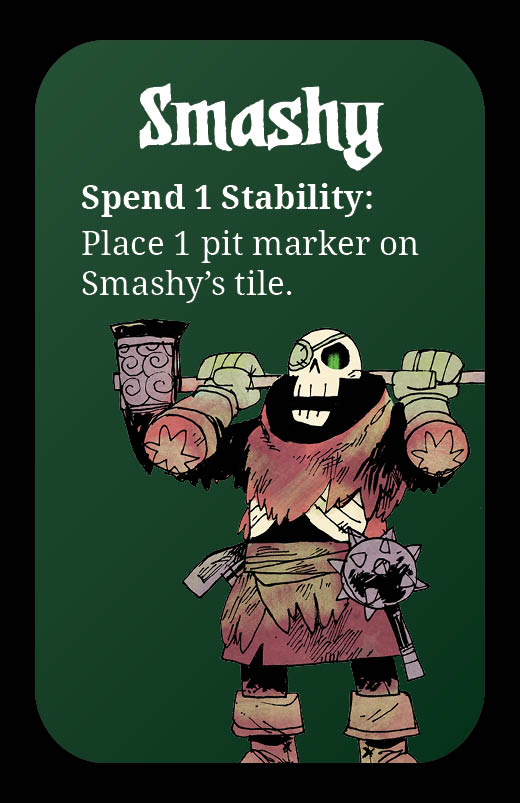 Smashy
Spend 1 Stability:
Place 1 pit marker on
Smashy’s tile.